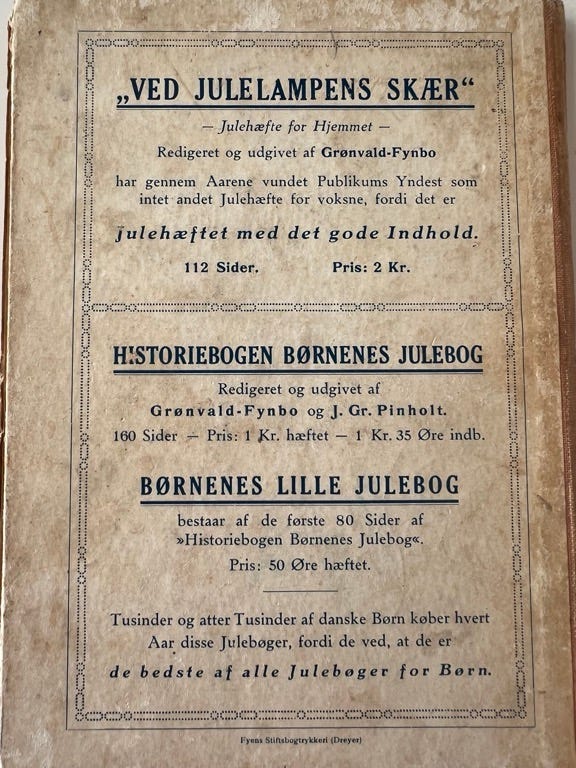 „VED JULELAMPENS SKÆR“
— Julehæfte for Hjemmet —
Redigeret og udgivet af Grønvald-Fynbo
har gennem Aarene vundet Publikums Yndest som
intet andet Julehæfte for voksne, fordi det er
julehæftet med det gode Indhold.
112 Sider. Pris: 2 Kr.
HISTORIEBOGEN BØRNENES JULEBOG
Redigeret og udgivet af
Grønvald-Fynbo og J. Gr. Pinholt.
160 Sider — Pris: 1 Kr. hæftet — 1 Kr. 35 Øre indb.
BØRNENES LILLE JULEBOG
bestaar af de første 80 Sider af
»Historiebogen Børnenes Julebog«.
Pris: 50 Øre hæftet.
Tusinder og atter Tusinder af danske Børn køber hvert
Aar disse Julebøger, fordi de ved, at de er
de bedste af alle Julebøger for Børn.
Fyens Stiftsbogtrykkeri (Dreyer)